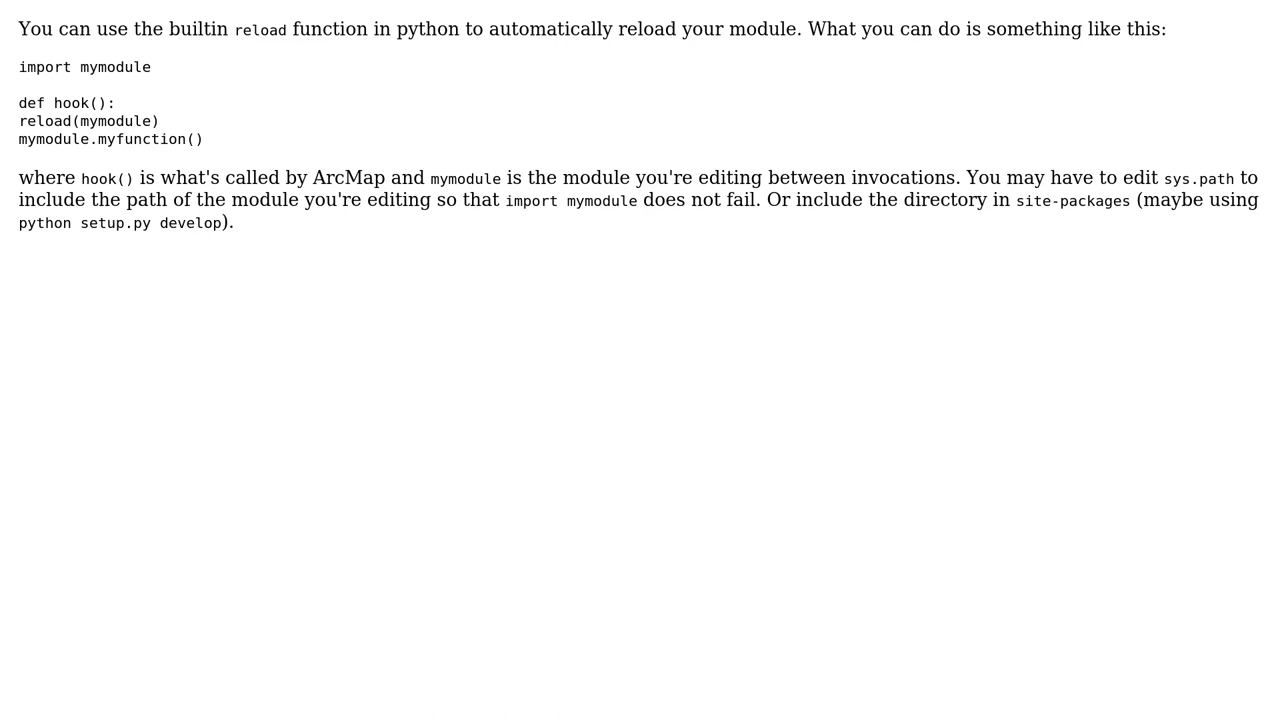 You can use the builtin reload function in python to automatically reload your module. What you can do is something like this:
import mymodule
def hook():
reload(mymodule)
mymodule.myfunction()
where hook() is what's called by ArcMap and mymodule is the module you're editing between invocations. You may have to edit sys.path to
include the path of the module you're editing so that import mymodule does not fail. Or include the directory in site-packages (maybe using
python setup.py develop).